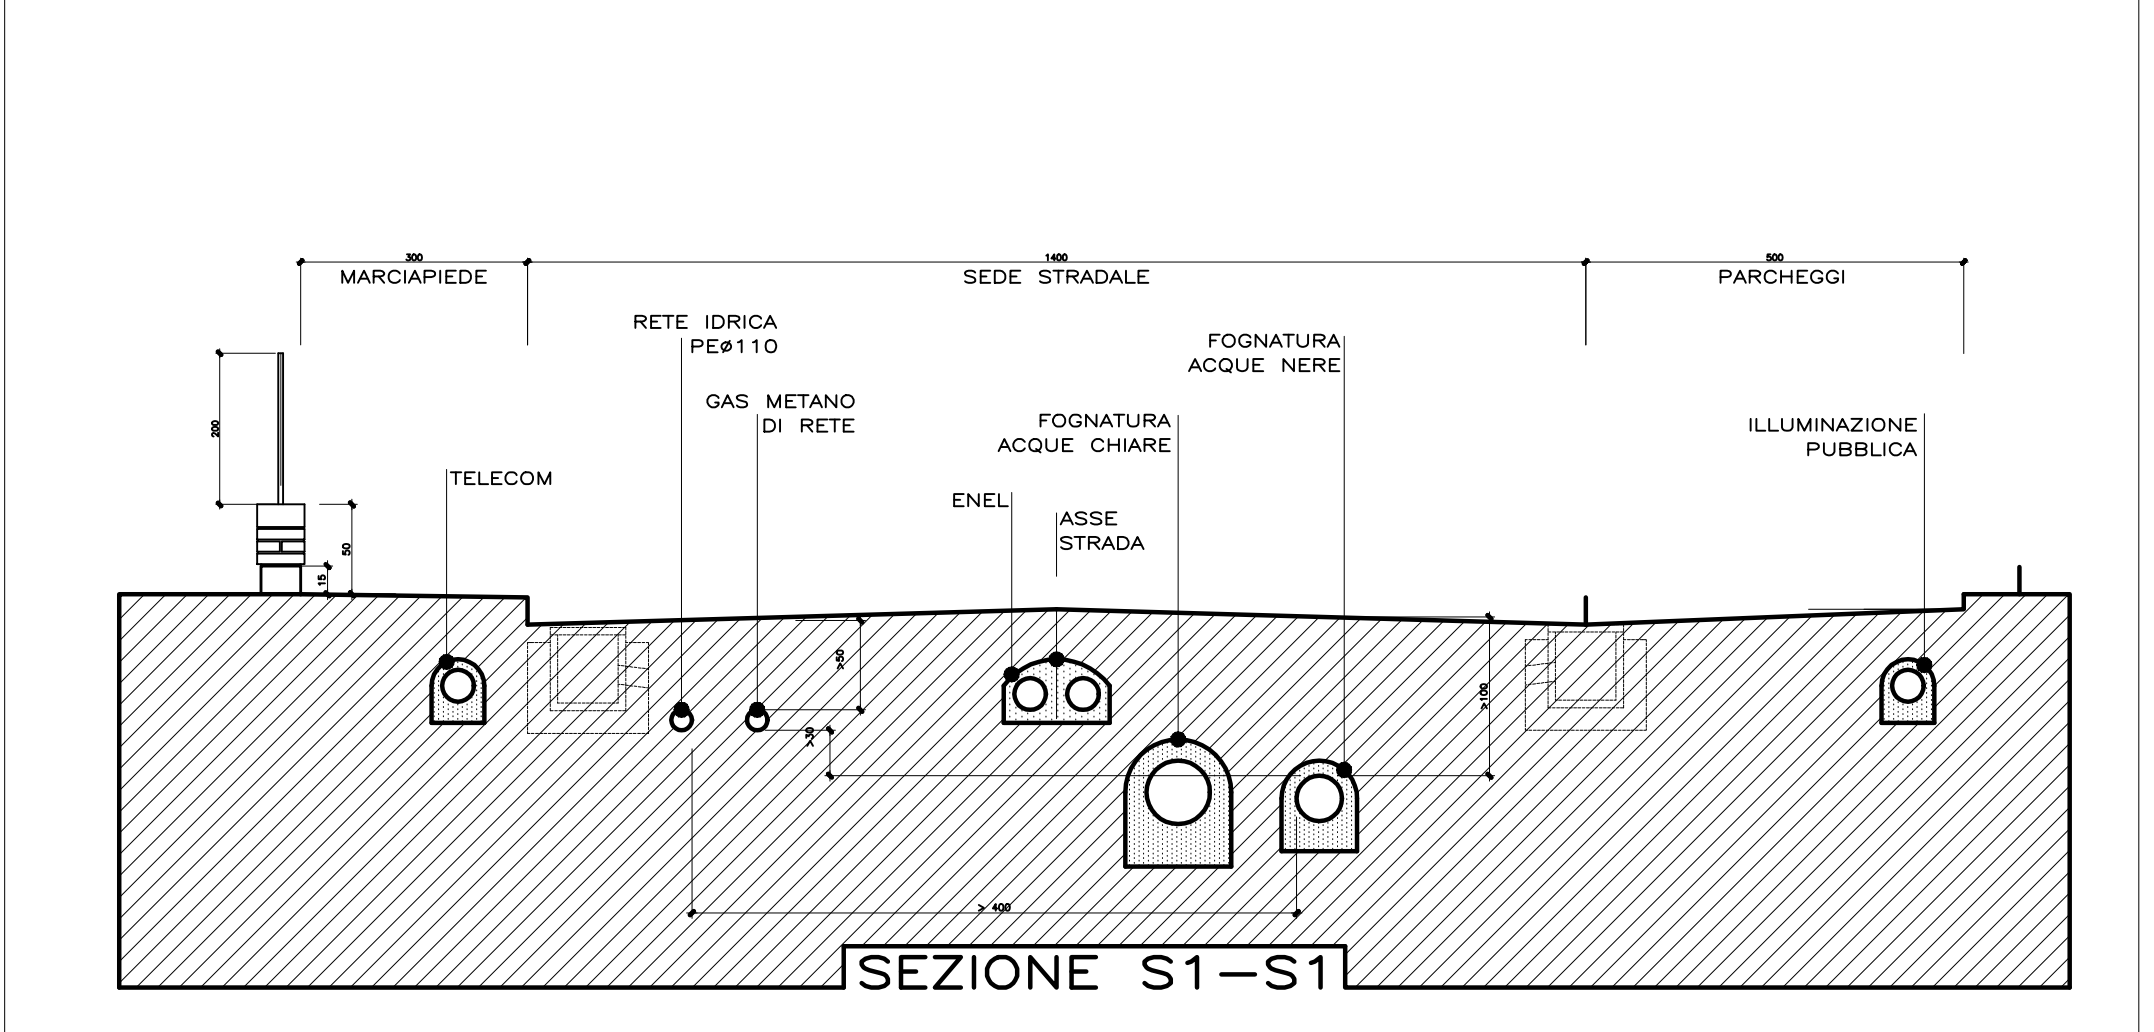 300
1400
500
MARCIAPIEDE
SEDE STRADALE
PARCHEGGI
RETE IDRICA
PEø110
FOGNATURA
ACQUE NERE
GAS METANO
DI RETE
FOGNATURA
ACQUE CHIARE
ILLUMINAZIONE
PUBBLICA
200
TELECOM
ENEL
ASSE
STRADA
50
15
>50
>100
>30
> 400
SEZIONE S1-S1